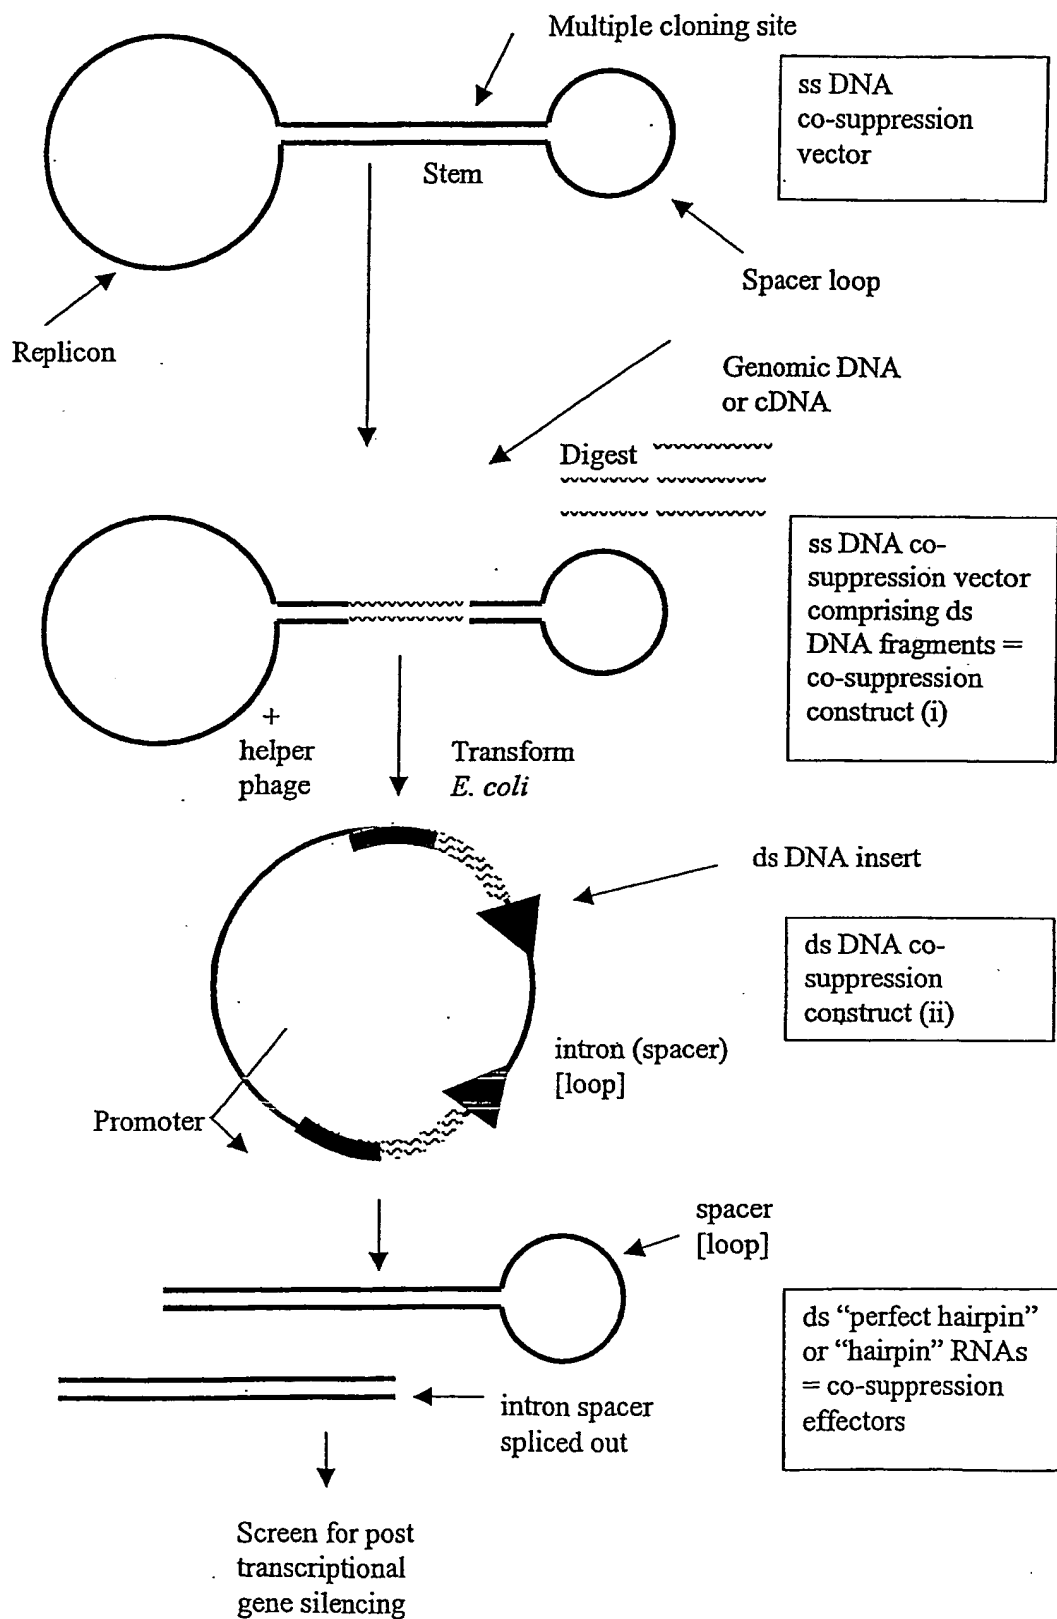 Multiple cloning site
ss DNA
co-suppression
vector
Stem
Spacer loop
Replicon
Genomic DNA
or cDNA
Digest
ss DNA co-
suppression vector
comprising ds
DNA fragments =
co-suppression
construct (i)
+
helper
phage
Transform
E. coli
ds DNA insert
ds DNA co-
suppression
construct (ii)
intron (spacer)
[loop]
Promoter
spacer
[loop]
ds “perfect hairpin”
or “hairpin” RNAs
= co-suppression
effectors
intron spacer
spliced out
Screen for post
transcriptional
gene silencing